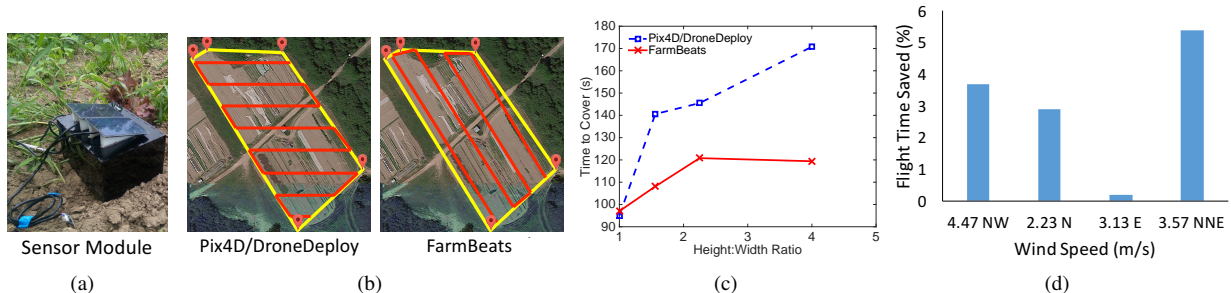 Sensor Module
(a)
Pix4D/DroneDeploy
FarmBeats
(b)
Pix4D/DroneDeploy
FarmBeats
Time to Cover (s)
180
170
160
150
140
130
120
110
100
90
1
2
3
4
5
Height:Width Ratio
(c)
Flight Time Saved (%)
6
5
4
3
2
1
0
4.47 NW
2.23 N
3.13 E
3.57 NNE
Wind Speed (m/s)
(d)